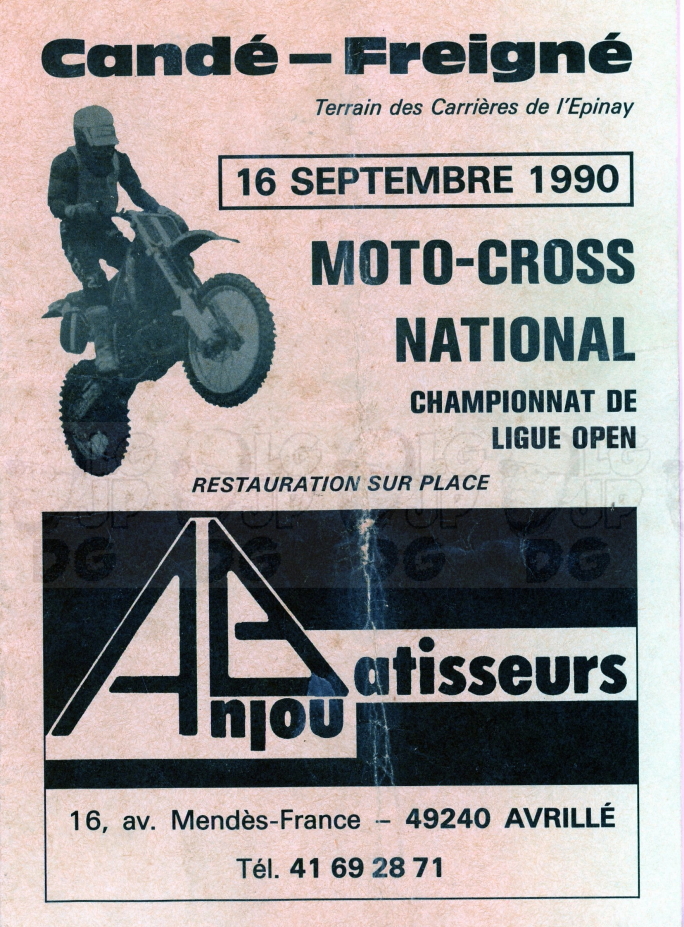 Candé – Freigné
Terrain des Carrières de l'Epinay
16 SEPTEMBRE 1990
MOTO-CROSS
NATIONAL
CHAMPIONNAT DE
LIGUE OPEN
RESTAURATION SUR PLACE
Anjou
Batisseurs
16, av. Mendès-France – 49240 AVRILLÉ
Tél. 41 69 28 71